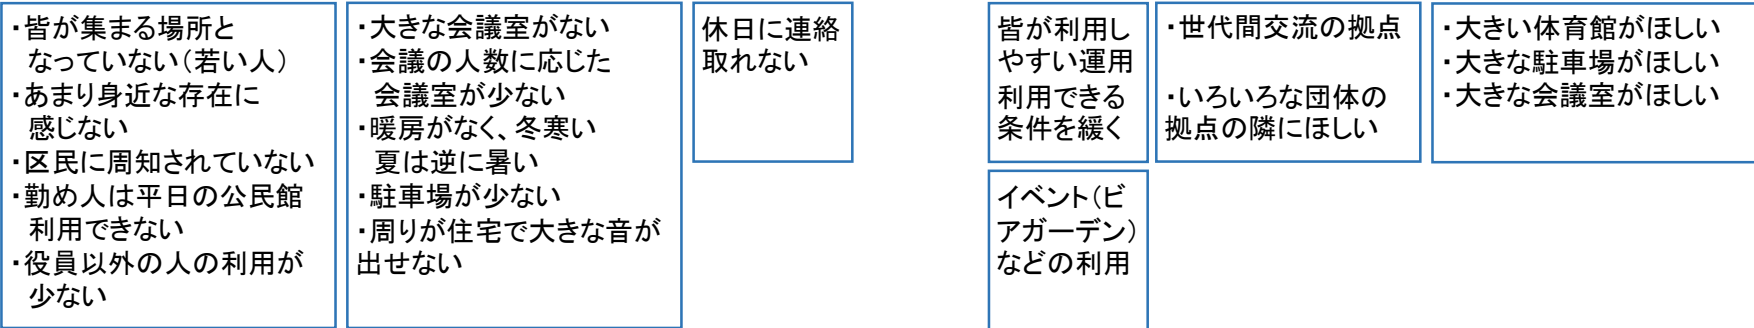 ・皆が集まる場所と
なっていない(若い人)
・あまり身近な存在に
感じない
・区民に周知されていない
・勤め人は平日の公民館
利用できない
・役員以外の人の利用が
少ない
・大きな会議室がない
・会議の人数に応じた
会議室が少ない
・暖房がなく、冬寒い
夏は逆に暑い
・駐車場が少ない
・周りが住宅で大きな音が
出せない
休日に連絡
取れない
皆が利用し
やすい運用
利用できる
条件を緩く
・世代間交流の拠点
・いろいろな団体の
拠点の隣にほしい
・大きい体育館がほしい
・大きな駐車場がほしい
・大きな会議室がほしい
イベント(ビ
アガーデン)
などの利用